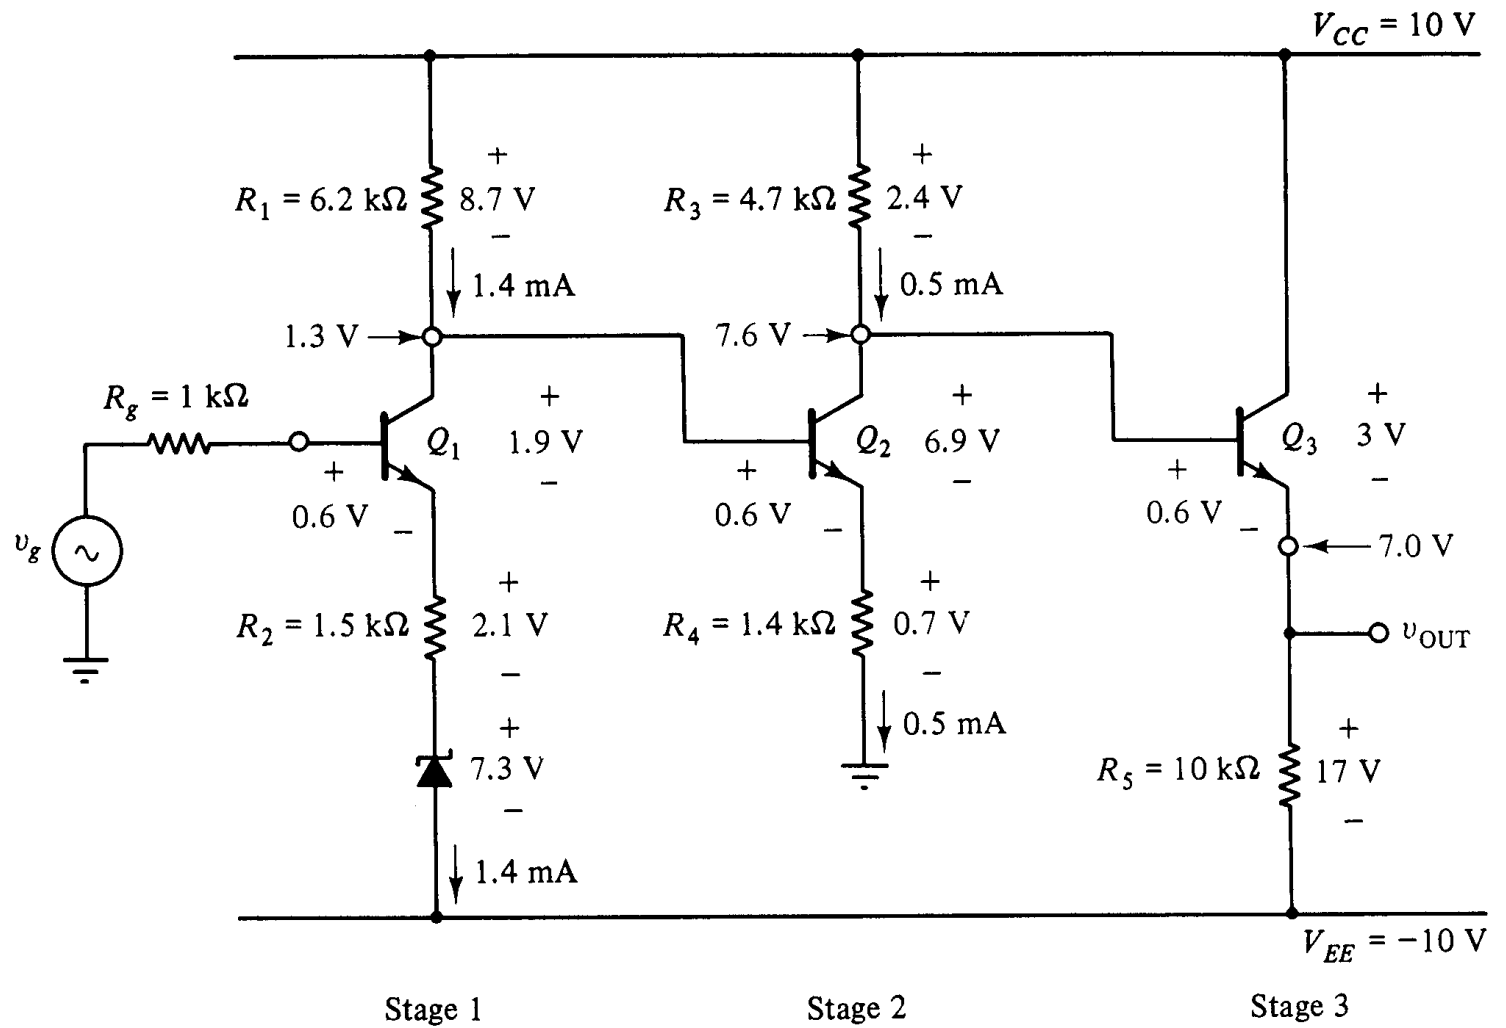 V_CC = 10 V
+
+
R_1 = 6.2 kΩ
8.7 V
R_3 = 4.7 kΩ
2.4 V
−
−
1.4 mA
0.5 mA
1.3 V
7.6 V
R_g = 1 kΩ
+
+
+
Q_1
1.9 V
Q_2
6.9 V
Q_3
3 V
+
−
+
−
+
−
0.6 V
−
0.6 V
−
0.6 V
−
v_g
7.0 V
+
+
R_2 = 1.5 kΩ
2.1 V
R_4 = 1.4 kΩ
0.7 V
v_OUT
−
−
+
0.5 mA
+
7.3 V
R_5 = 10 kΩ
17 V
−
−
1.4 mA
V_EE = −10 V
Stage 1
Stage 2
Stage 3